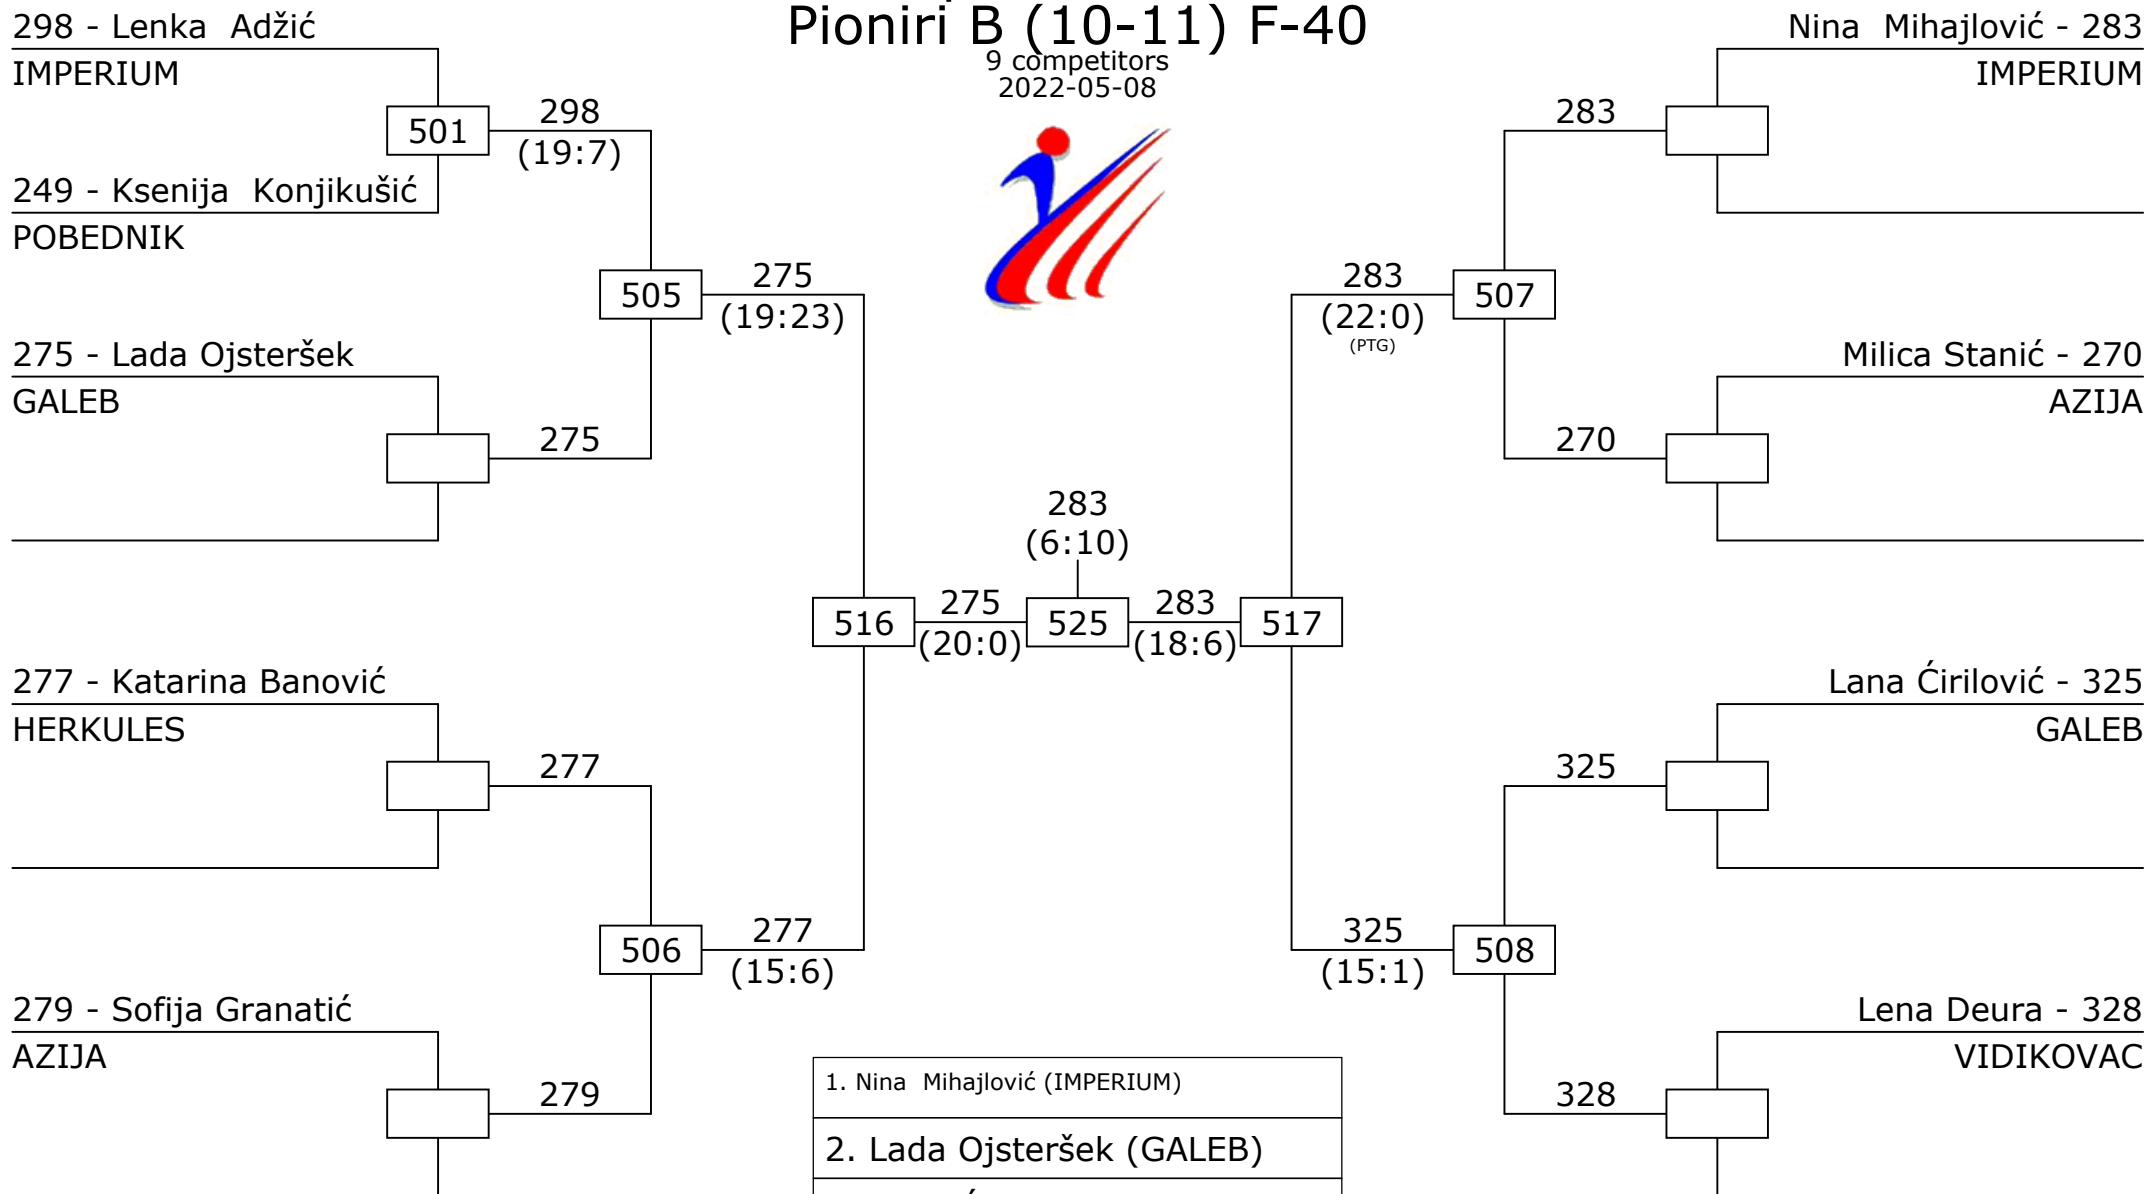 Pioniri B (10-11) F-40
9 competitors
2022-05-08
298 - Lenka  Adžić
IMPERIUM
249 - Ksenija  Konjikušić
POBEDNIK
275 - Lada Ojsteršek
GALEB
277 - Katarina Banović
HERKULES
279 - Sofija Granatić
AZIJA
501
298
(19:7)
275
277
279
505
275
(19:23)
506
277
(15:6)
516
275
(20:0)
283
(6:10)
525
283
(18:6)
517
283
(22:0)
(PTG)
507
325
(15:1)
508
283
270
325
328
Nina  Mihajlović - 283
IMPERIUM
Milica Stanić - 270
AZIJA
Lana Ćirilović - 325
GALEB
Lena Deura - 328
VIDIKOVAC
1. Nina  Mihajlović (IMPERIUM)
2. Lada Ojsteršek (GALEB)